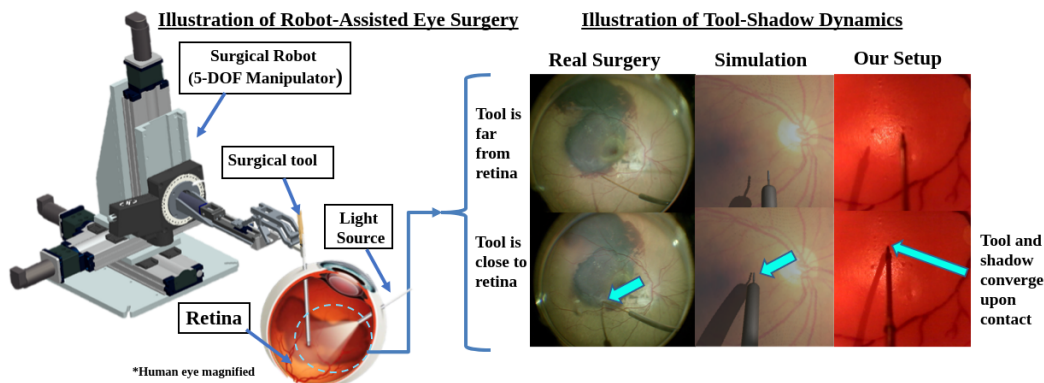 Illustration of Robot-Assisted Eye Surgery
Surgical Robot
(5-DOF Manipulator)
Surgical tool
Light
Source
Retina
*Human eye magnified
Illustration of Tool-Shadow Dynamics
Real Surgery
Simulation
Our Setup
Tool is
far
from
retina
Tool is
close to
retina
Tool and
shadow
converge
upon
contact